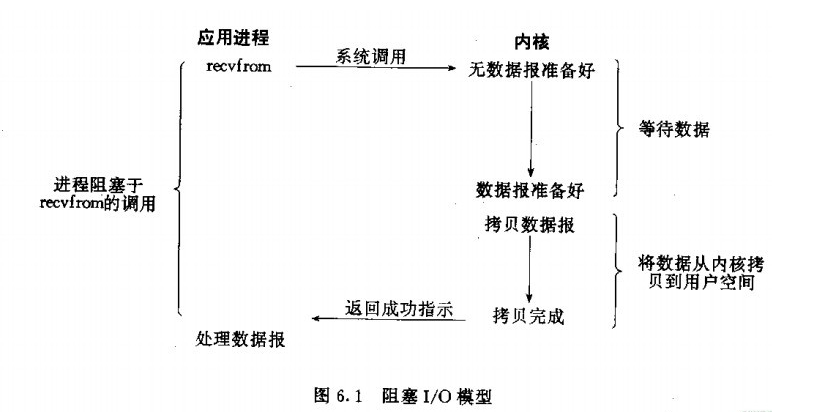 应用进程
内核
recvfrom
系统调用
无数据报准备好
等待数据
进程阻塞于
recvfrom的调用
数据报准备好
拷贝数据报
将数据从内核拷
贝到用户空间
返回成功指示
拷贝完成
处理数据报
图 6.1 阻塞 I/O 模型